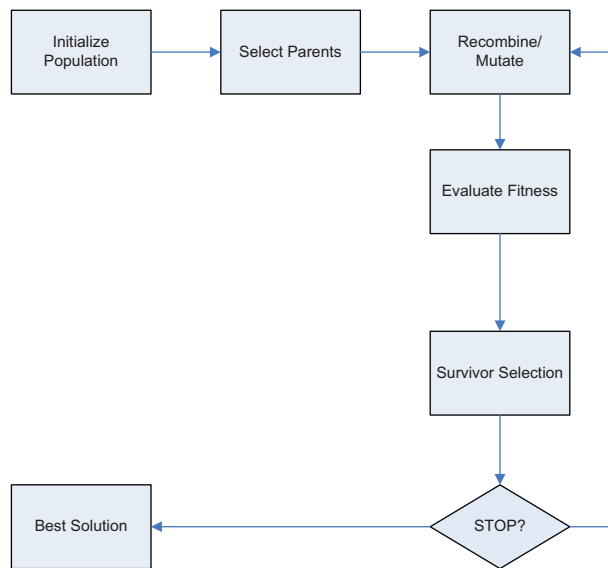 Initialize
Population
Select Parents
Recombine/
Mutate
Evaluate Fitness
Survivor Selection
Best Solution
STOP?